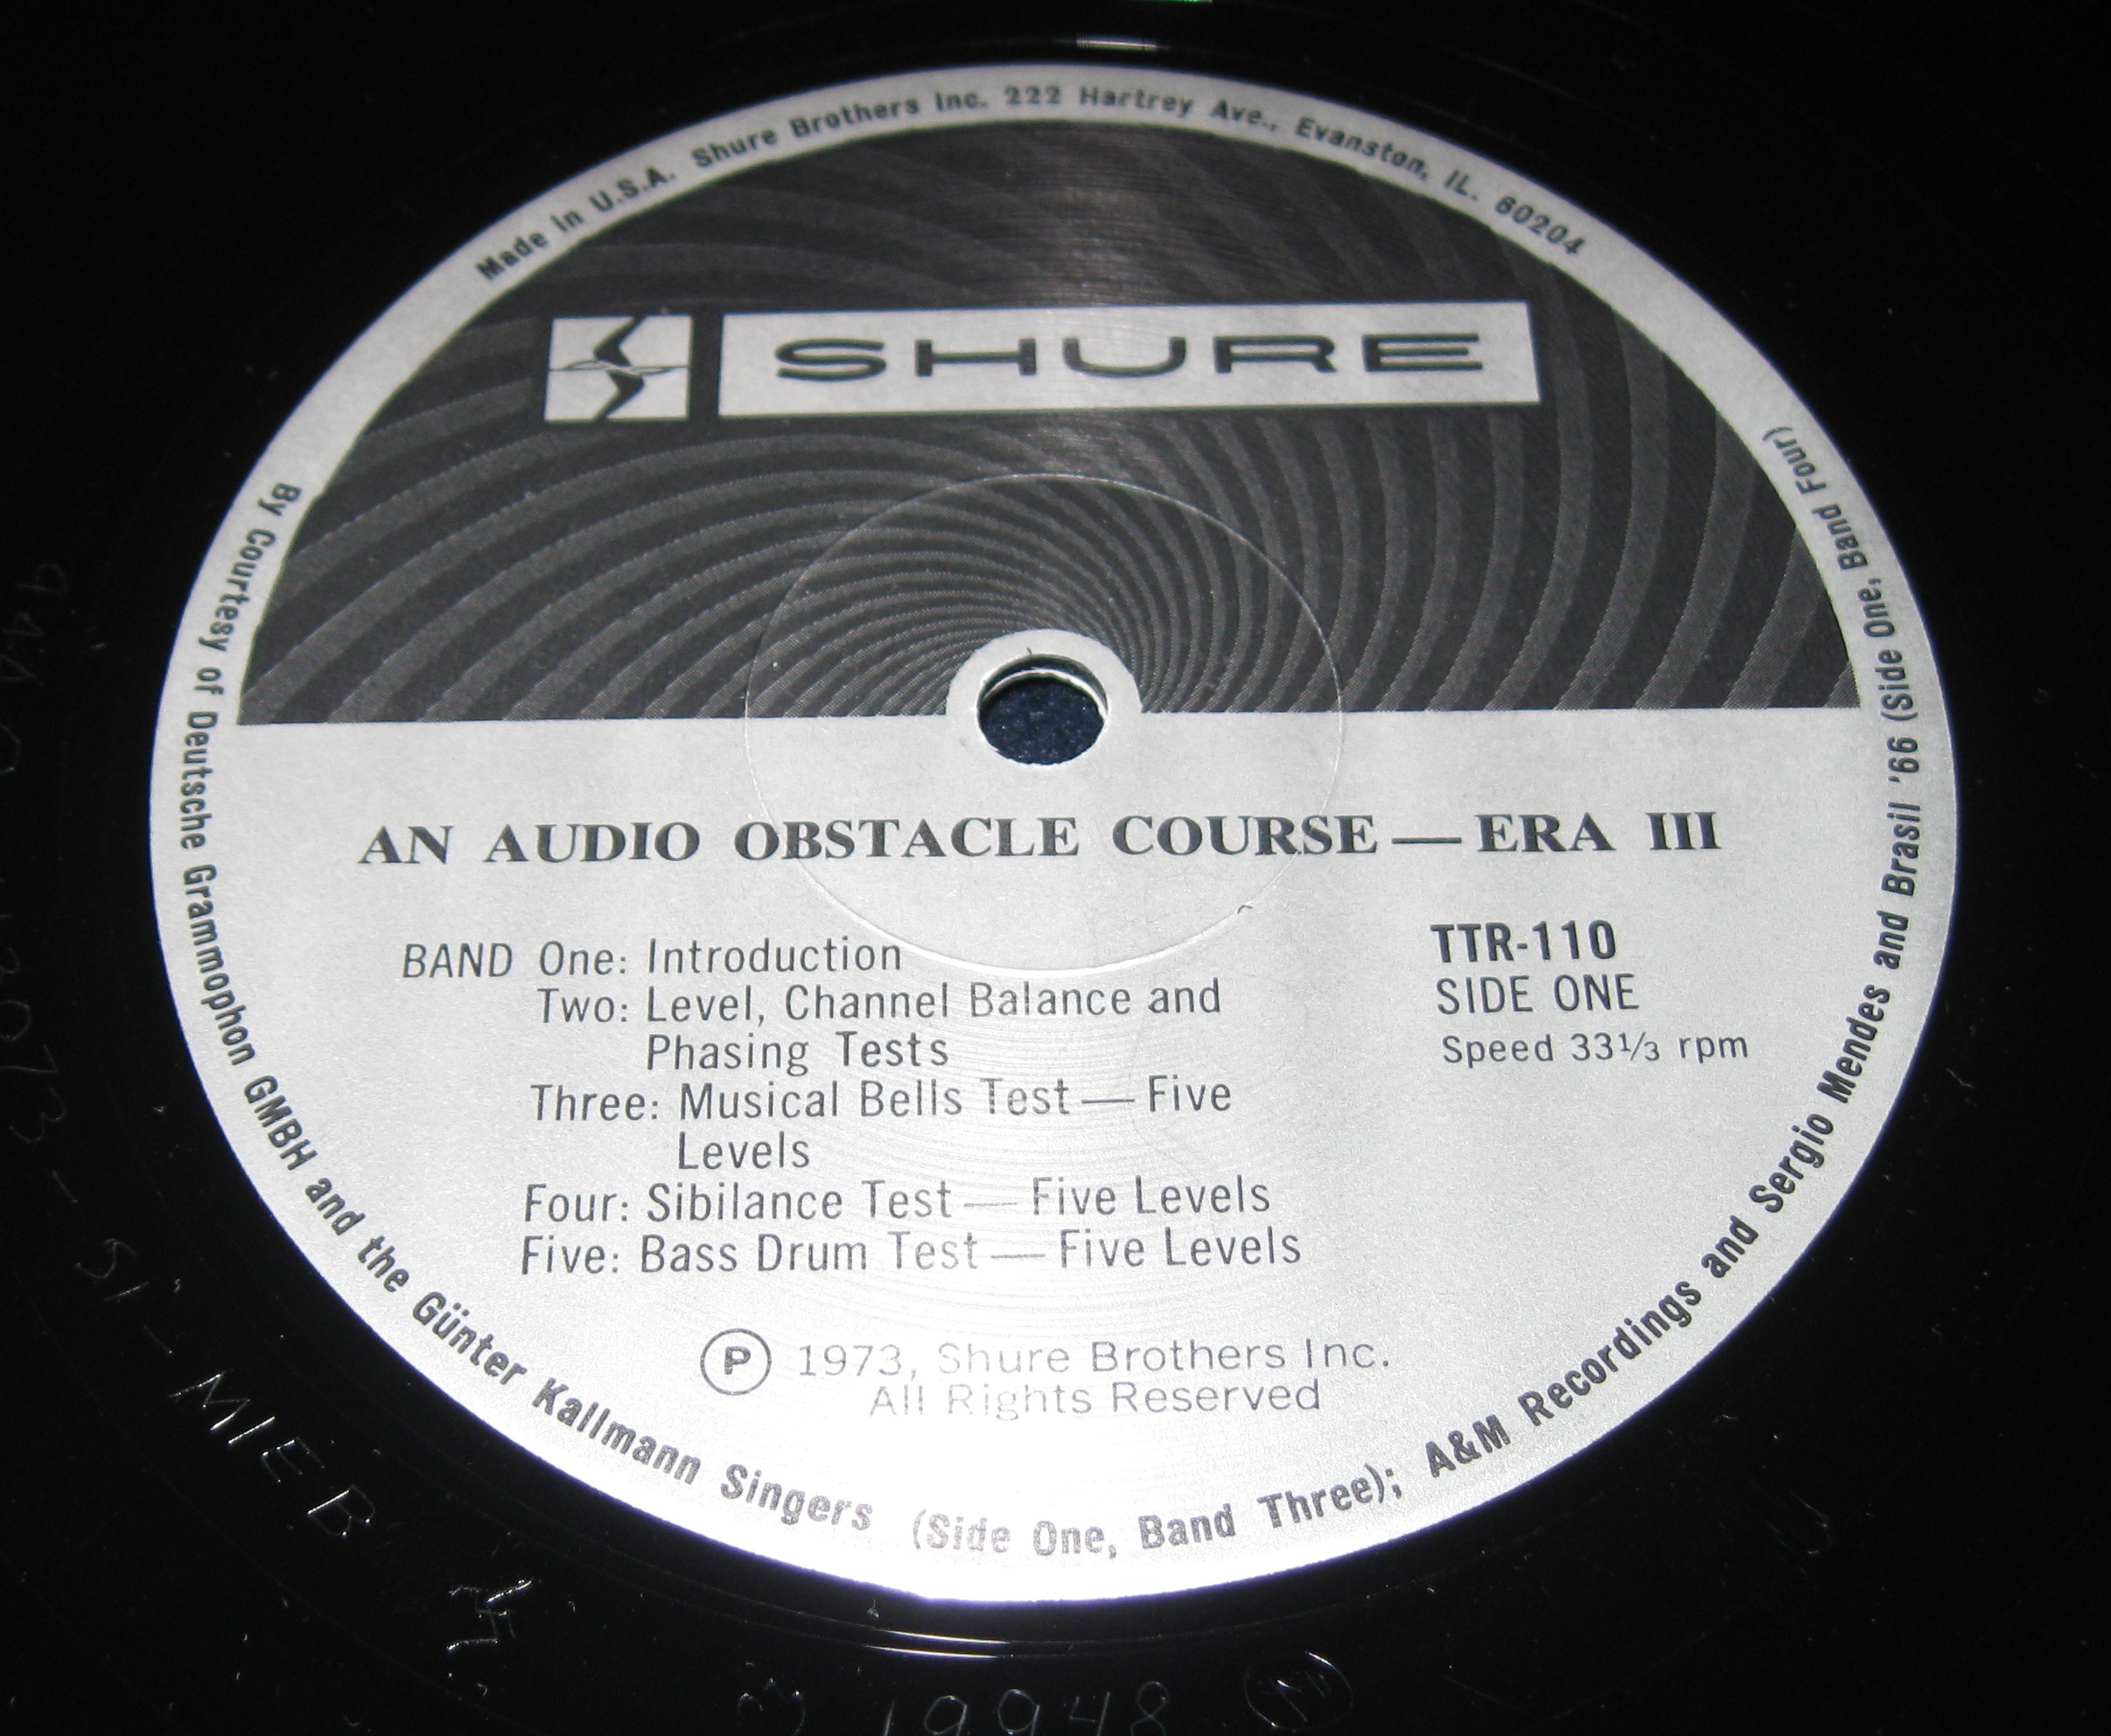 Made in U.S.A. Shure Brothers Inc. 222 Hartrey Ave., Evanston, IL. 60204
SHURE
AN AUDIO OBSTACLE COURSE — ERA III
BAND One: Introduction
Two: Level, Channel Balance and
Phasing Tests
Three: Musical Bells Test — Five
Levels
Four: Sibilance Test — Five Levels
Five: Bass Drum Test — Five Levels
TTR-110
SIDE ONE
Speed 33⅓ rpm
Ⓟ 1973, Shure Brothers Inc.
All Rights Reserved
By Courtesy of Deutsche Grammophon GMBH and the Günter Kallmann Singers (Side One, Band Three); A&M Recordings and Sergio Mendes and Brasil '66 (Side One, Band Four)
S1 - MIEB
19948 (M)